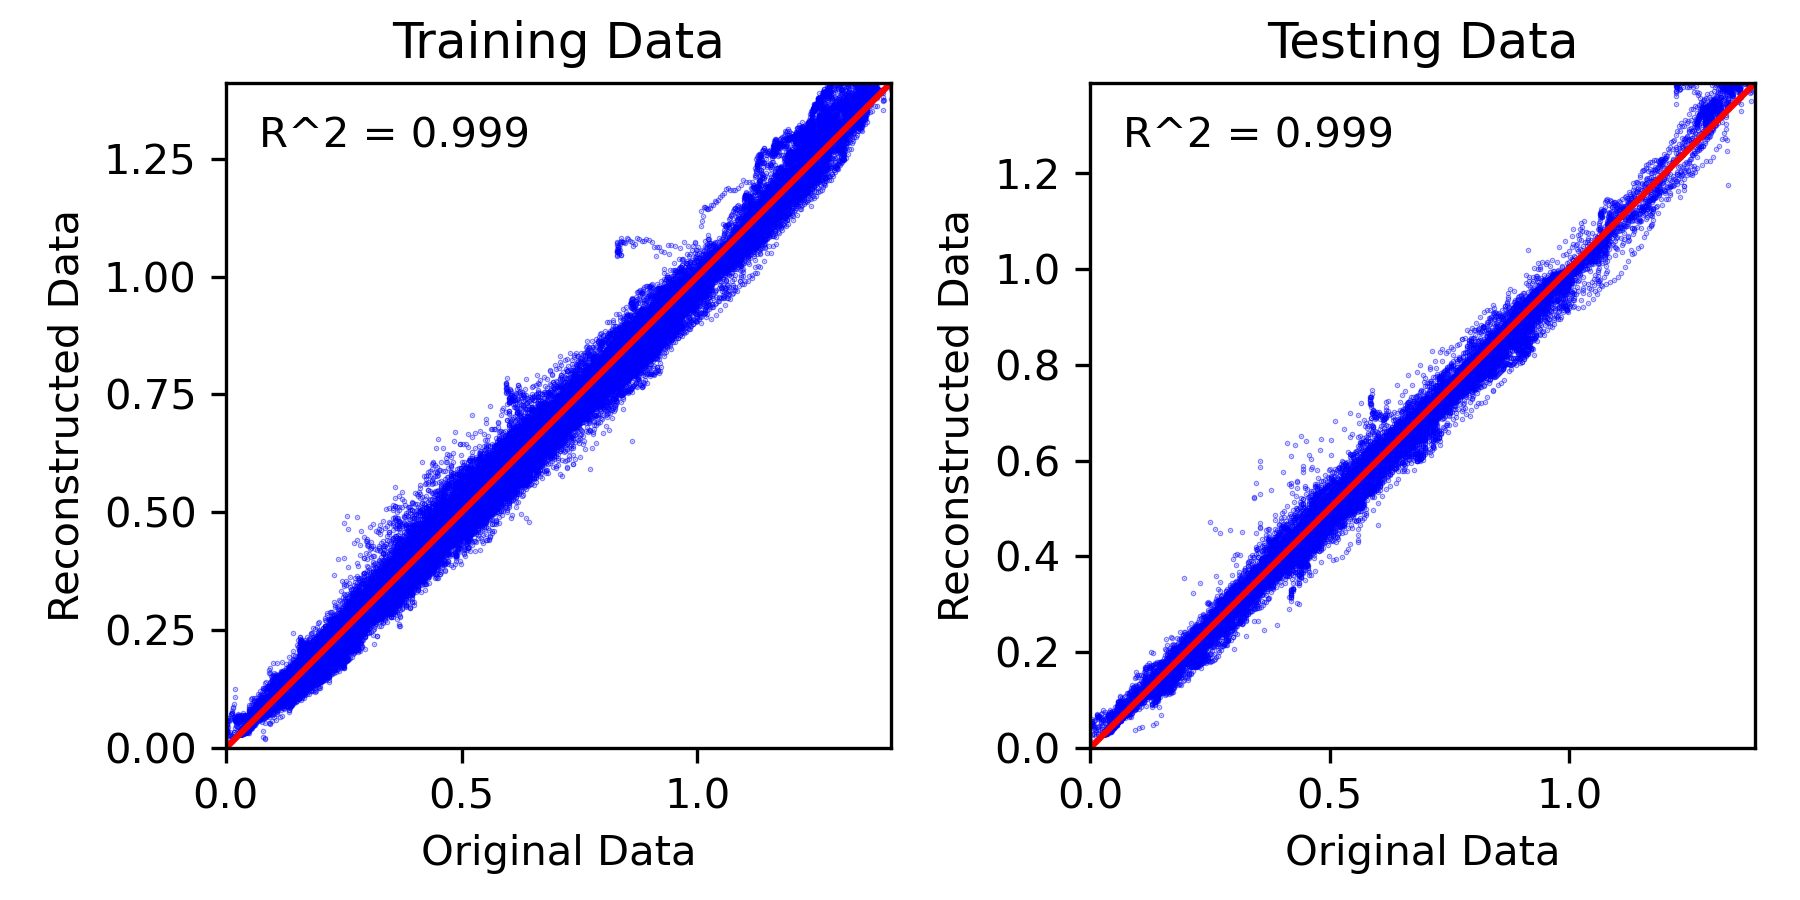 Training Data
R^2 = 0.999
1.25
1.00
0.75
0.50
0.25
0.00
Reconstructed Data
0.0 0.5 1.0
Original Data
Testing Data
R^2 = 0.999
1.2
1.0
0.8
0.6
0.4
0.2
0.0
Reconstructed Data
0.0 0.5 1.0
Original Data